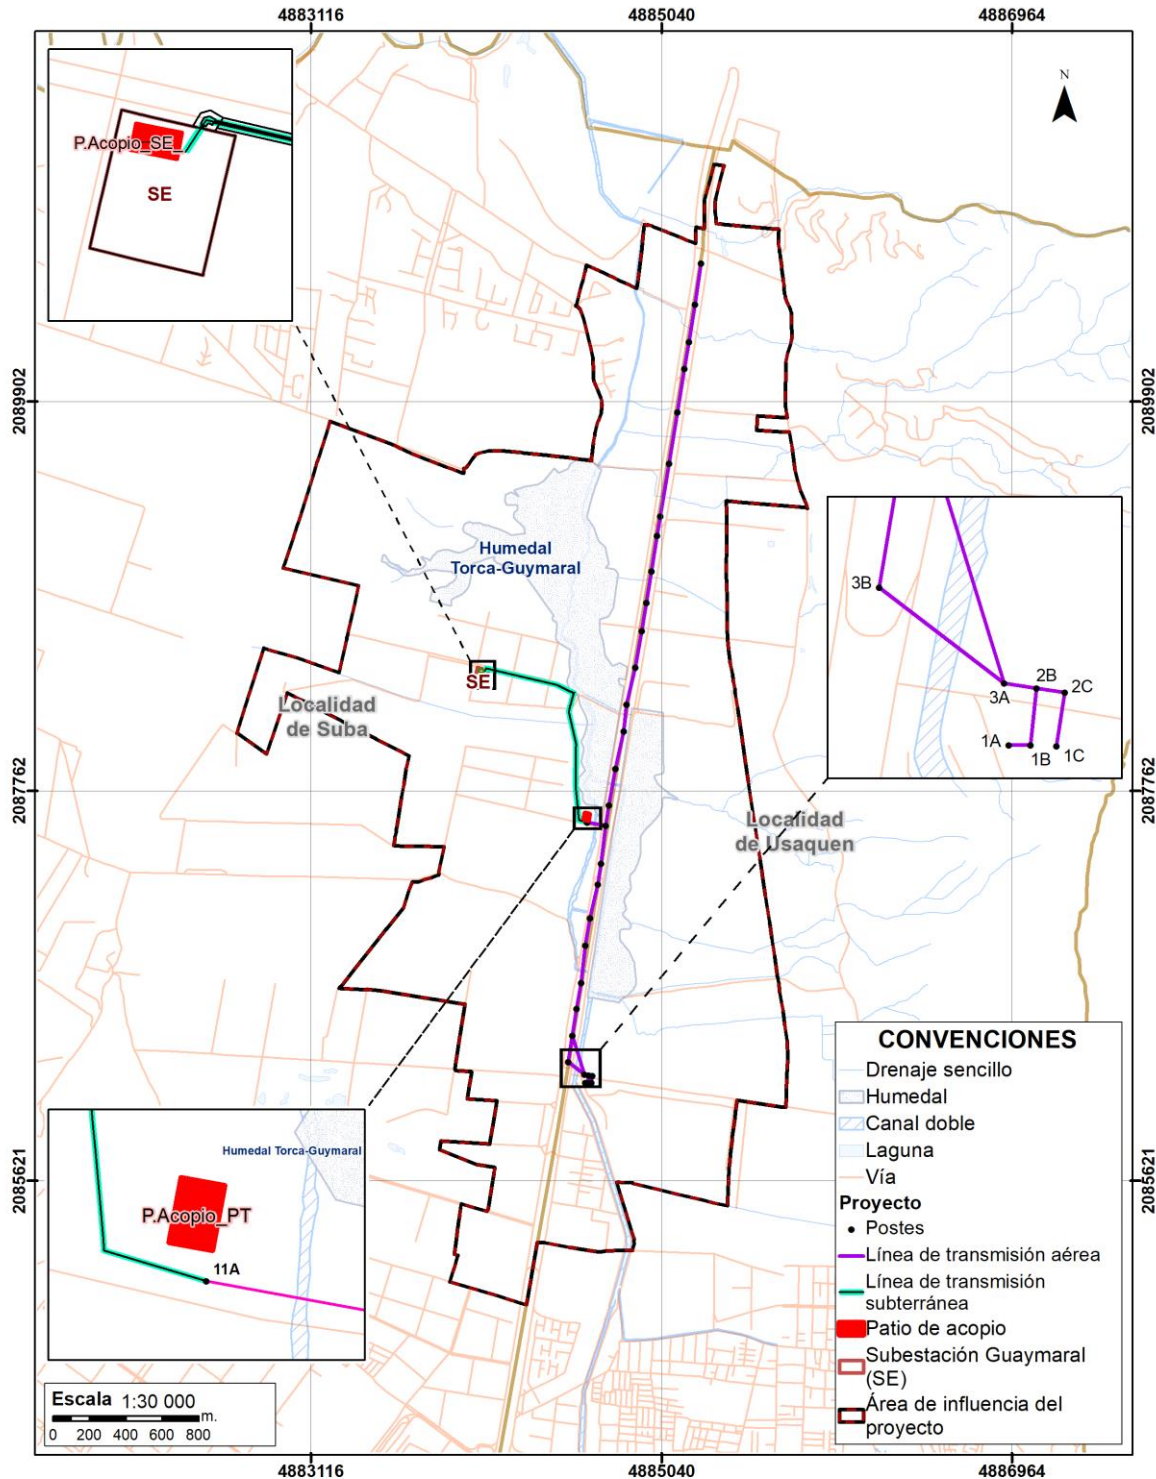 4883116
4885040
4886964
N
P.Acopio_SE_
SE
2089902
2089902
Humedal
Torca-Guymaral
3B
2B
2C
3A
1A
1B
1C
SE
Localidad
de Suba
2087762
2087762
Localidad
de Usaquen
CONVENCIONES
Drenaje sencillo
Humedal
Canal doble
Laguna
Vía
Proyecto
Postes
Línea de transmisión aérea
Línea de transmisión
subterránea
Patio de acopio
Subestación Guaymaral
(SE)
Área de influencia del
proyecto
Humedal Torca-Guymaral
P.Acopio_PT
11A
2085621
2085621
Escala 1:30 000
m.
0 200 400 600 800
4883116
4885040
4886964